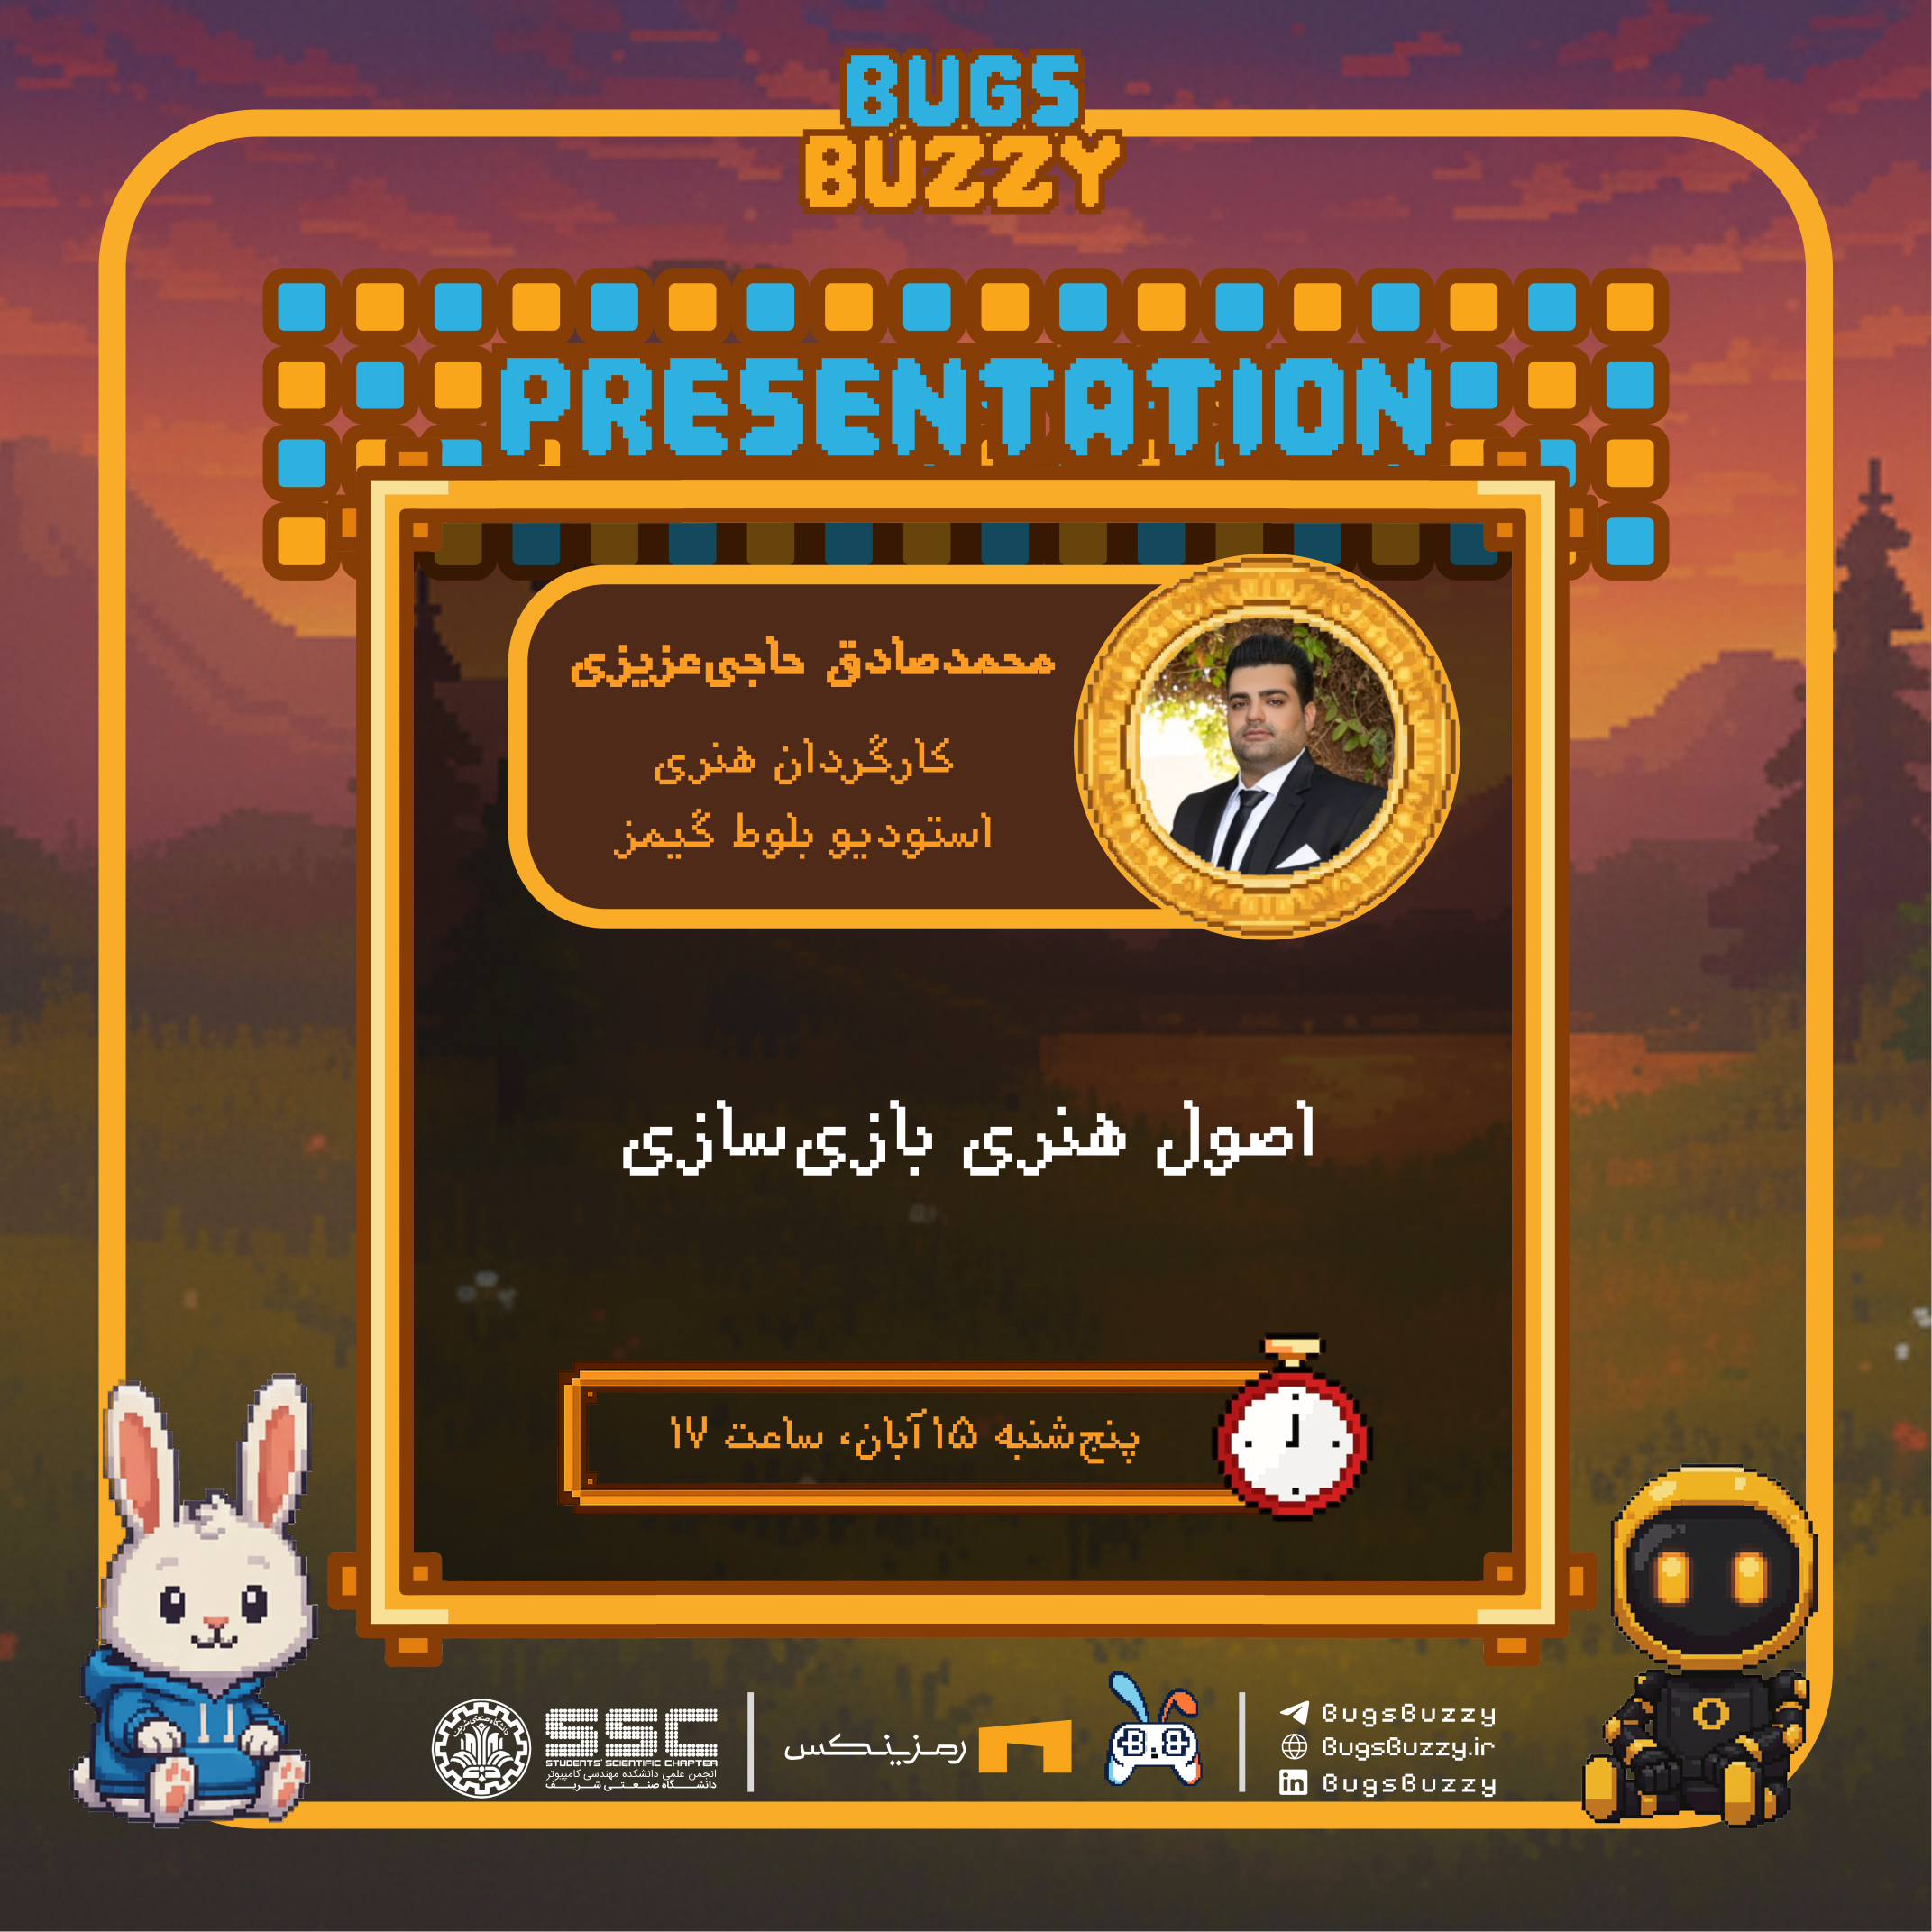 BUGS
BUZZY
PRESENTATION
محمدصادق حاجی‌عزیزی
کارگردان هنری
استودیو بلوط گیمز
اصول هنری بازی‌سازی
پنج‌شنبه ۱۵ آبان، ساعت ۱۷
SSC
STUDENTS' SCIENTIFIC CHAPTER
انجمن علمی دانشکده مهندسی کامپیوتر
دانشگاه صنعتی شریف
رمزینکس
B.B
BugsBuzzy
BugsBuzzy.ir
in BugsBuzzy